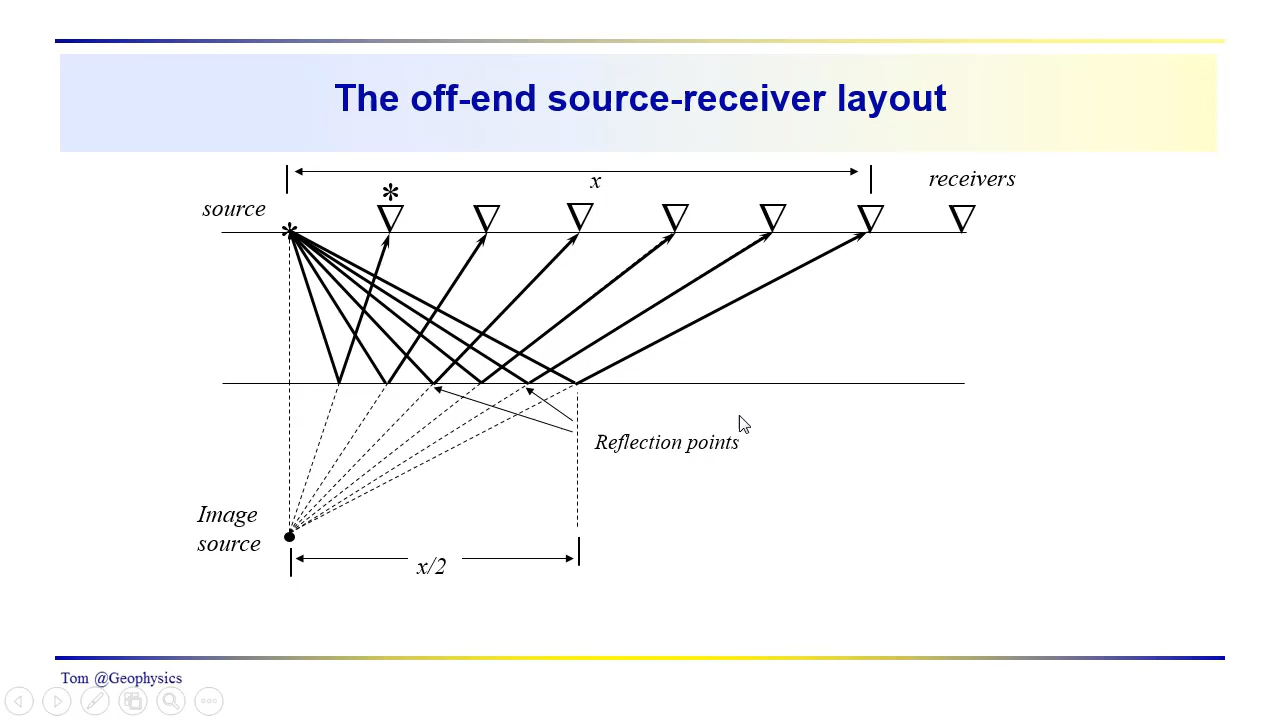 The off-end source-receiver layout
x
receivers
source
*
*
Reflection points
Image
source
x/2
Tom @Geophysics